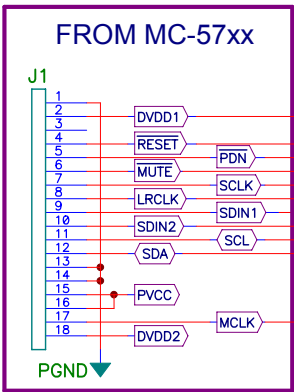 FROM MC-57xx
J1
1
2 DVDD1
3
4 RESET
5 PDN
6 MUTE
7 SCLK
8 LRCLK
9 SDIN1
10 SDIN2
11 SCL
12 SDA
13
14
15 PVCC
16
17 MCLK
18 DVDD2
PGND